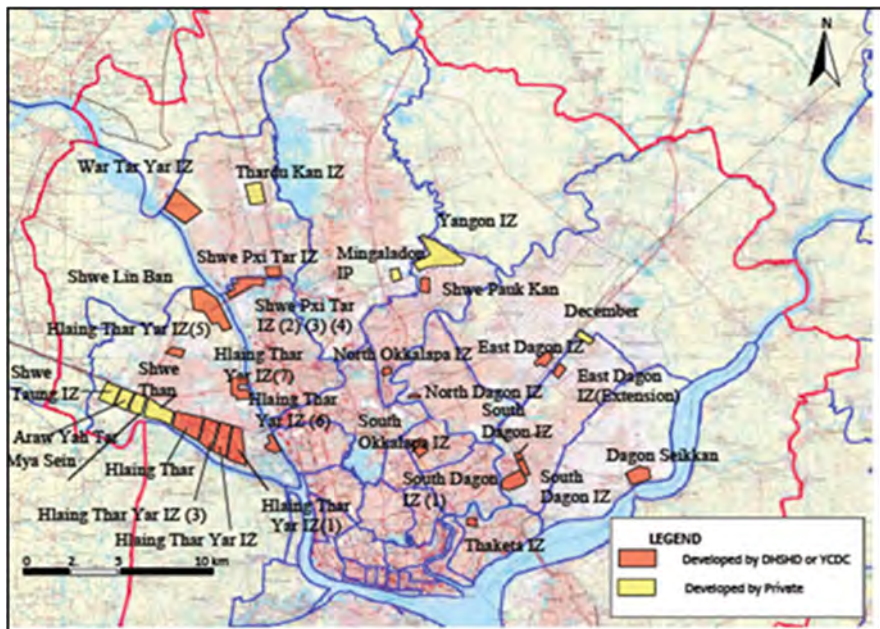 N
War Tar Yar IZ
Thardu Kan IZ
Yangon IZ
Mingaladon
IP
Shwe Pxi Tar IZ
Shwe Lin Ban
Shwe Pauk Kan
Shwe Pxi Tar
IZ (2) (3) (4)
December
Hlaing Thar Yar IZ(5)
Hlaing Thar
Yar IZ(7)
North Okkalapa IZ
East Dagon IZ
East Dagon
IZ(Extension)
Shwe
Taung IZ
Shwe
Than
North Dagon IZ
Hlaing Thar
Yar IZ (6)
South
Okkalapa IZ
South
Dagon IZ
Araw Yah Tar
Mya Sein
Hlaing Thar
Dagon Seikkan
South Dagon
IZ (1)
South
Dagon IZ
Hlaing Thar Yar IZ (3)
Hlaing Thar
Yar IZ(1)
Hlaing Thar Yar IZ
Thaketa IZ
0 2 4 6 10 km
LEGEND
Developed by DHSHD or YCDC
Developed by Private